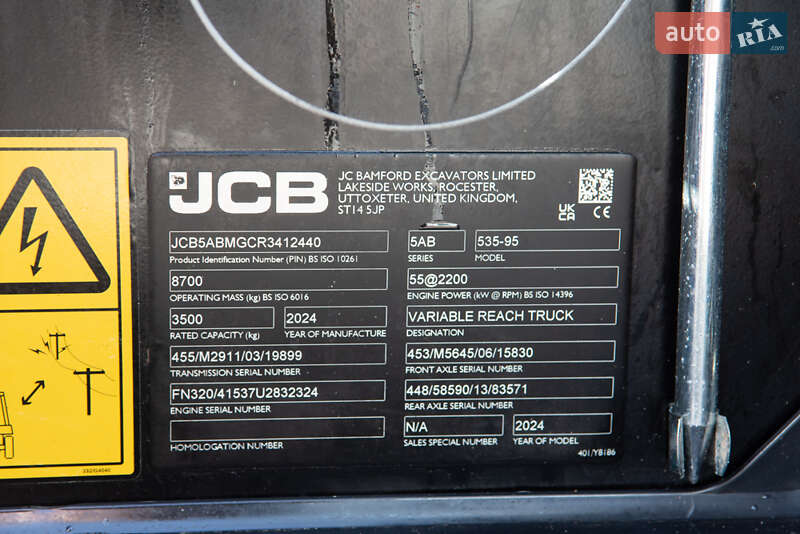 auto RIA .com
JCB
JC BAMFORD EXCAVATORS LIMITED
LAKESIDE WORKS, ROCESTER,
UTTOXETER, UNITED KINGDOM,
ST14 5JP
UK CA CE
JCB5ABMGCR3412440
Product Identification Number (PIN) BS ISO 10261
5AB
SERIES
535-95
MODEL
8700
OPERATING MASS (kg) BS ISO 6016
55@2200
ENGINE POWER (kW @ RPM) BS ISO 14396
3500
RATED CAPACITY (kg)
2024
YEAR OF MANUFACTURE
VARIABLE REACH TRUCK
DESIGNATION
455/M2911/03/19899
TRANSMISSION SERIAL NUMBER
453/M5645/06/15830
FRONT AXLE SERIAL NUMBER
FN320/41537U2832324
ENGINE SERIAL NUMBER
448/58590/13/83571
REAR AXLE SERIAL NUMBER
HOMOLOGATION NUMBER
N/A
SALES SPECIAL NUMBER
2024
YEAR OF MODEL
401/Y8186